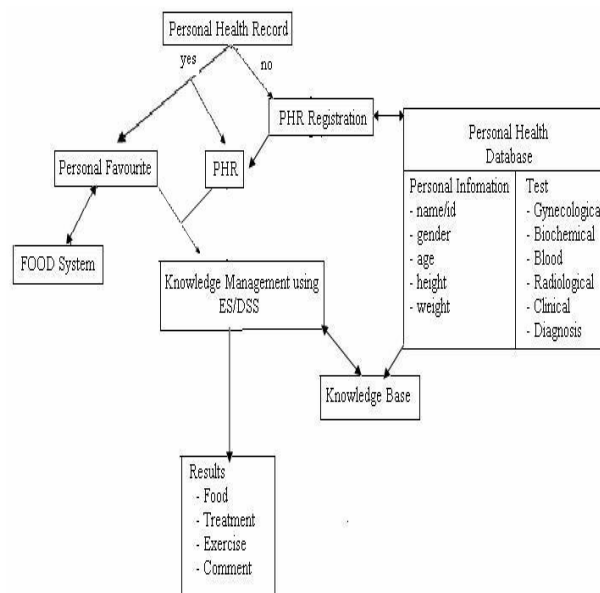 Personal Health Record
yes
no
PHR Registration
Personal Health
Database
Personal Favourite
PHR
Personal Infomation
- name/id
- gender
- age
- height
- weight
Test
- Gynecologica
- Biochemical
- Blood
- Radiological
- Clinical
- Diagnosis
FOOD System
Knowledge Management using
ES/DSS
Knowledge Base
Results
- Food
- Treatment
- Exercise
- Comment